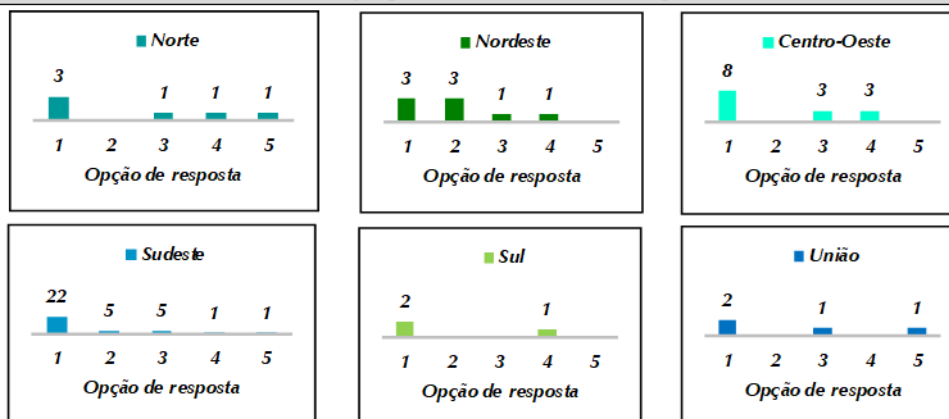 Norte
3 1 1 1
1 2 3 4 5
Opção de resposta
Nordeste
3 3 1 1
1 2 3 4 5
Opção de resposta
Centro-Oeste
8 3 3
1 2 3 4 5
Opção de resposta
Sudeste
22 5 5 1 1
1 2 3 4 5
Opção de resposta
Sul
2 1
1 2 3 4 5
Opção de resposta
União
2 1 1
1 2 3 4 5
Opção de resposta